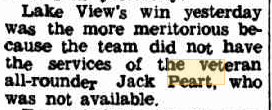 Lake View's win yesterday
was the more meritorious be-
cause the team did not have
the services of the veteran
all-rounder Jack Peart, who
was not available.